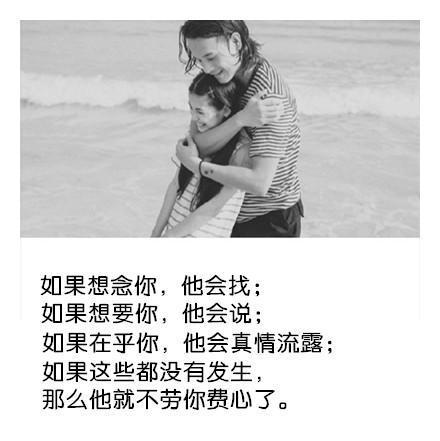 如果想念你，他会找；
如果想要你，他会说；
如果在乎你，他会真情流露；
如果这些都没有发生，
那么他就不劳你费心了。